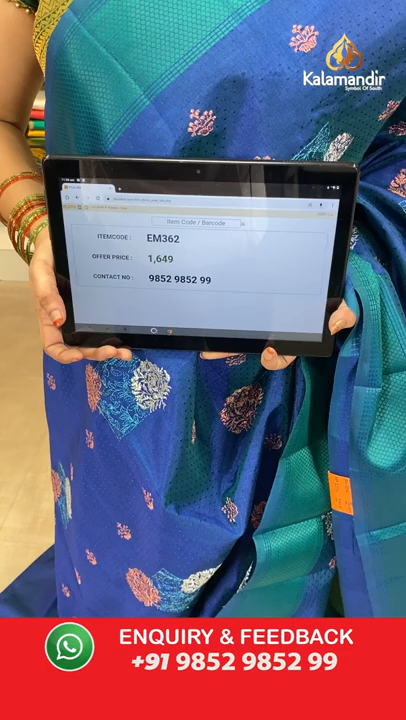 Kalamandir
Symbol Of South
Item Code / Barcode
ITEMCODE : EM362
OFFER PRICE : 1,649
CONTACT NO : 9852 9852 99
ENQUIRY & FEEDBACK
+91 9852 9852 99